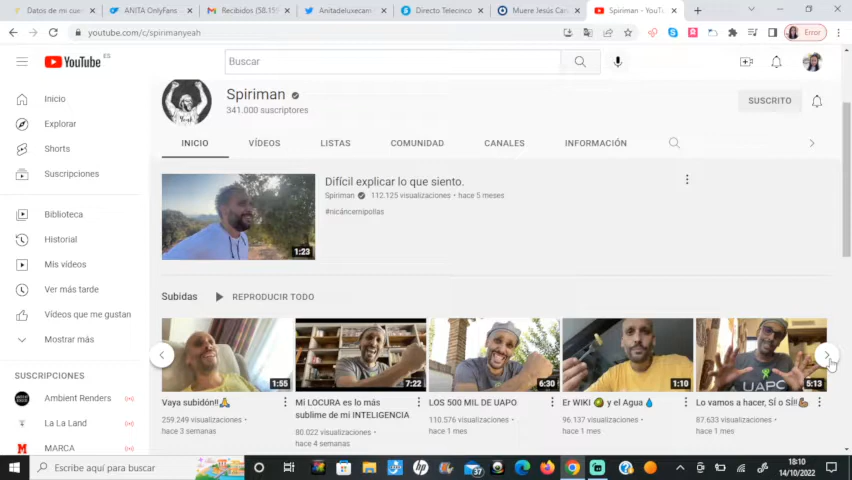 Datos de mi cue
ANITA OnlyFans
Recibidos (58.15
Anitadeluxecam
Directo Telecinco
Muere Jesús Can
Spiriman - YouTu
youtube.com/c/spirimanyeah
Error
YouTube ES
Buscar
Inicio
Explorar
Shorts
Suscripciones
Biblioteca
Historial
Mis vídeos
Ver más tarde
Vídeos que me gustan
Mostrar más
SUSCRIPCIONES
Ambient Renders
La La Land
MARCA
Spiriman
341.000 suscriptores
SUSCRITO
INICIO
VÍDEOS
LISTAS
COMUNIDAD
CANALES
INFORMACIÓN
Difícil explicar lo que siento.
Spiriman 112.125 visualizaciones • hace 5 meses
#nicáncernipollas
1:23
Subidas
REPRODUCIR TODO
1:55
7:22
6:30
1:10
UAPC
5:13
Vaya subidón!!🙏
259.249 visualizaciones
hace 3 semanas
Mi LOCURA es lo más
sublime de mi INTELIGENCIA
80.022 visualizaciones
hace 4 semanas
LOS 500 MIL DE UAPO
110.576 visualizaciones
hace 1 mes
Er WIKI 🥝 y el Agua 💧
96.137 visualizaciones
hace 1 mes
Lo vamos a hacer, SÍ o SÍ!!💪🏽
87.633 visualizaciones
hace 1 mes
Escribe aquí para buscar
37
18:10
14/10/2022